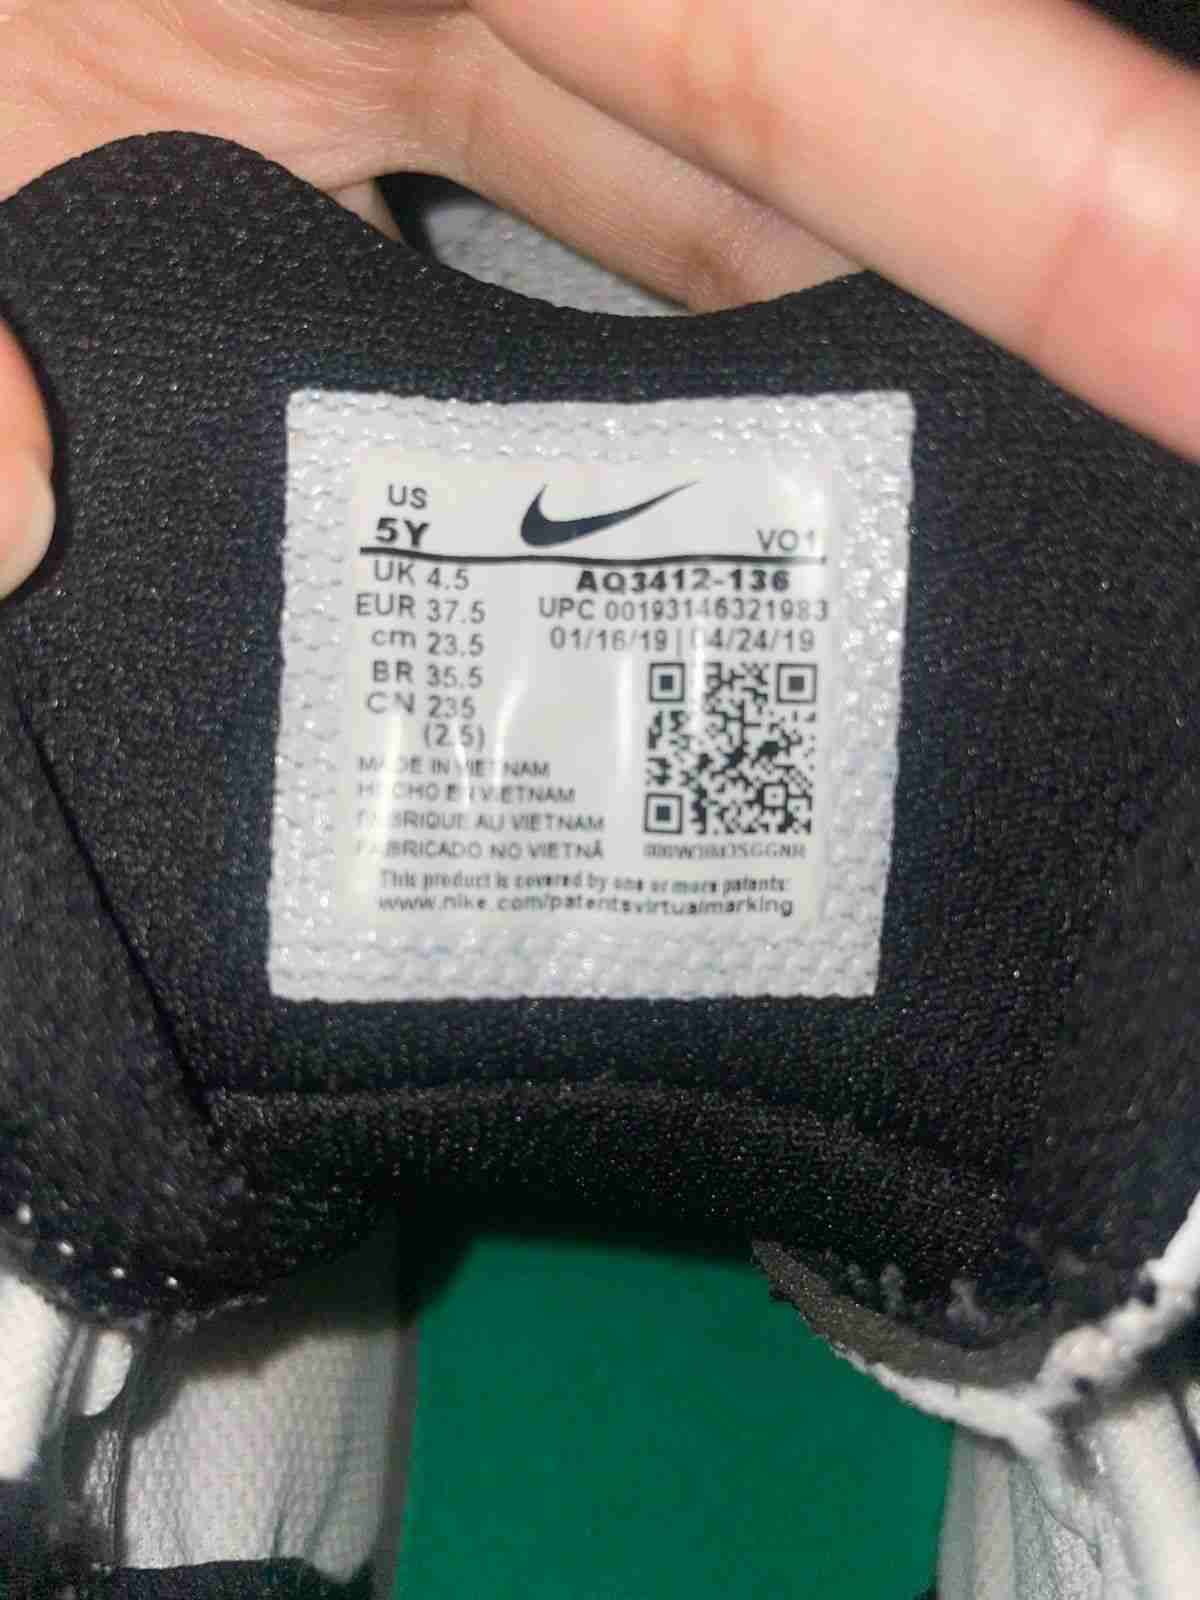 US
5Y
VO1
UK 4.5
EUR 37.5
cm 23.5
BR 35.5
CN 235
(2.5)
AQ3412-136
UPC 00193146321983
01/16/19 | 04/24/19
MADE IN VIETNAM
HECHO EN VIETNAM
FABRIQUE AU VIETNAM
FABRICADO NO VIETNÃ
This product is covered by one or more patents:
www.nike.com/patentsvirtualmarking